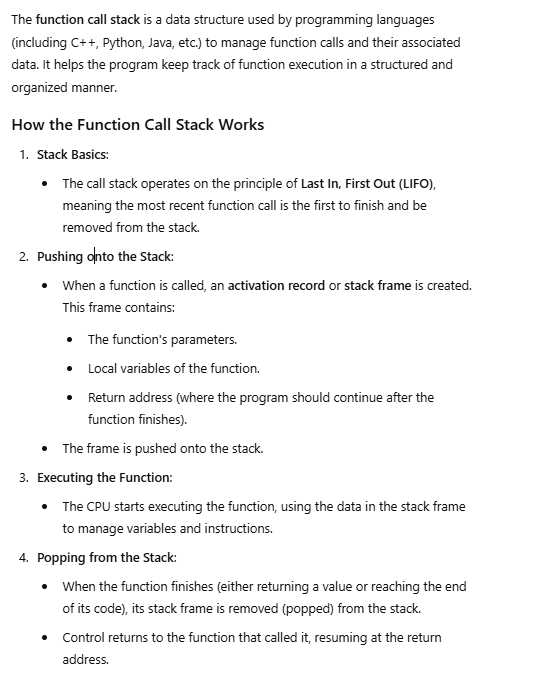 The function call stack is a data structure used by programming languages
(including C++, Python, Java, etc.) to manage function calls and their associated
data. It helps the program keep track of function execution in a structured and
organized manner.
How the Function Call Stack Works
1. Stack Basics:
• The call stack operates on the principle of Last In, First Out (LIFO),
meaning the most recent function call is the first to finish and be
removed from the stack.
2. Pushing onto the Stack:
• When a function is called, an activation record or stack frame is created.
This frame contains:
• The function's parameters.
• Local variables of the function.
• Return address (where the program should continue after the
function finishes).
• The frame is pushed onto the stack.
3. Executing the Function:
• The CPU starts executing the function, using the data in the stack frame
to manage variables and instructions.
4. Popping from the Stack:
• When the function finishes (either returning a value or reaching the end
of its code), its stack frame is removed (popped) from the stack.
• Control returns to the function that called it, resuming at the return
address.